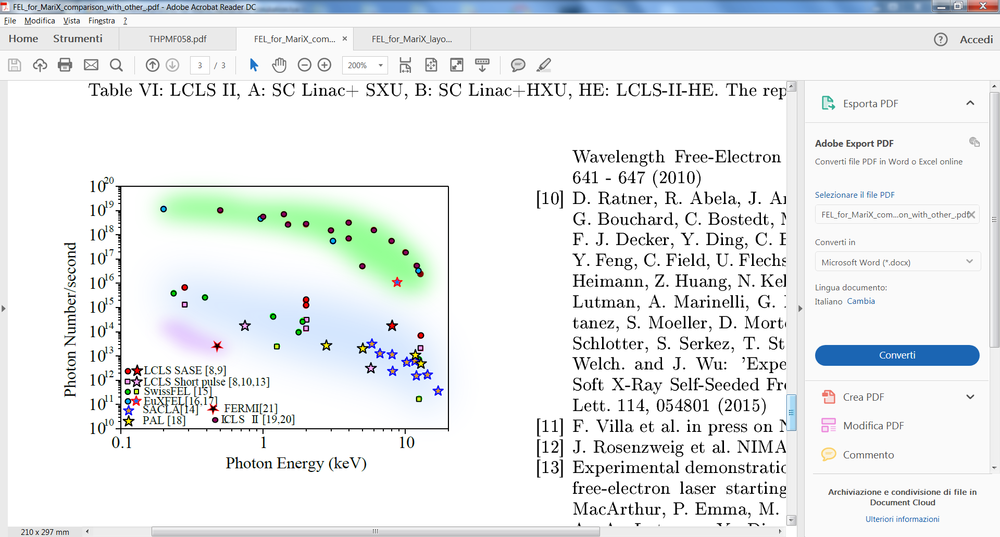 FEL_for_MariX_comparison_with_other_.pdf - Adobe Acrobat Reader DC
File Modifica Vista Finestra ?
Home Strumenti THPMF058.pdf FEL_for_MariX_com... × FEL_for_MariX_layo... ? Accedi
3 / 3 200%
Table VI: LCLS II, A: SC Linac+ SXU, B: SC Linac+HXU, HE: LCLS-II-HE. The rep
10^20
10^19
10^18
10^17
10^16
10^15
10^14
10^13
10^12
10^11
10^10
Photon Number/second
LCLS SASE [8,9]
LCLS Short pulse [8,10,13]
SwissFEL [15]
EuXFEL[16,17]
SACLA[14] FERMI[21]
PAL [18] LCLS II [19,20]
0.1 1 10
Photon Energy (keV)
Wavelength Free-Electron
641 - 647 (2010)
[10] D. Ratner, R. Abela, J. A
G. Bouchard, C. Bostedt,
F. J. Decker, Y. Ding, C.
Y. Feng, C. Field, U. Flechs
Heimann, Z. Huang, N. Kel
Lutman, A. Marinelli, G.
tanez, S. Moeller, D. Morto
Schlotter, S. Serkez, T. St
Welch. and J. Wu: 'Expe
Soft X-Ray Self-Seeded Fre
Lett. 114, 054801 (2015)
[11] F. Villa et al. in press on N
[12] J. Rosenzweig et al. NIMA
[13] Experimental demonstratio
free-electron laser starting
MacArthur, P. Emma, M.
Esporta PDF
Adobe Export PDF
Converti file PDF in Word o Excel online
Selezionare il file PDF
FEL_for_MariX_com...on_with_other_.pdf
Converti in
Microsoft Word (*.docx)
Lingua documento:
Italiano Cambia
Converti
Crea PDF
Modifica PDF
Commento
Archiviazione e condivisione di file in
Document Cloud
Ulteriori informazioni
210 x 297 mm